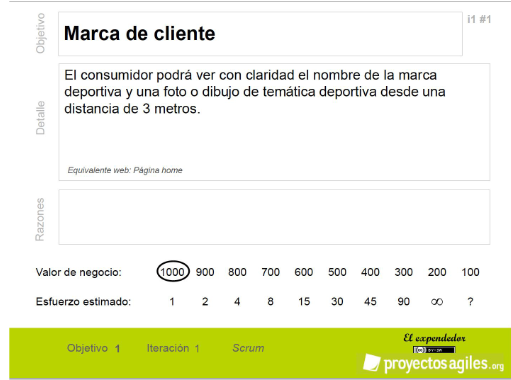 i1 #1
Objetivo
Marca de cliente
Detalle
El consumidor podrá ver con claridad el nombre de la marca
deportiva y una foto o dibujo de temática deportiva desde una
distancia de 3 metros.
Equivalente web: Página home
Razones
Valor de negocio: 1000 900 800 700 600 500 400 300 200 100
Esfuerzo estimado: 1 2 4 8 15 30 45 90 ∞ ?
Objetivo 1 Iteración 1 Scrum
El expendedor
proyectosagiles.org